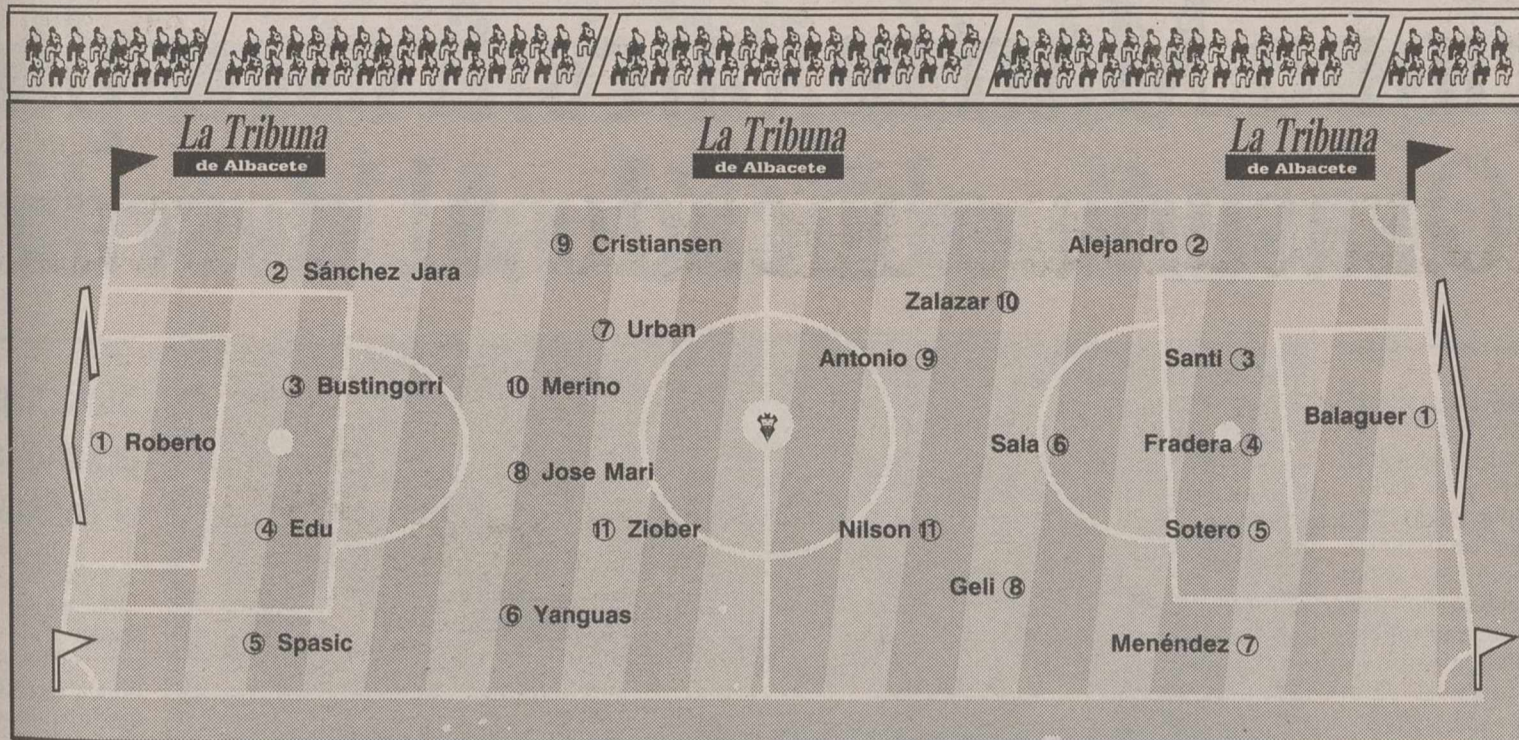 La Tribuna
de Albacete
La Tribuna
de Albacete
La Tribuna
de Albacete
① Roberto
② Sánchez Jara
③ Bustingorri
④ Edu
⑤ Spasic
⑨ Cristiansen
⑦ Urban
⑩ Merino
⑧ Jose Mari
⑪ Ziober
⑥ Yanguas
Zalazar ⑩
Antonio ⑨
Sala ⑥
Nilson ⑪
Geli ⑧
Alejandro ②
Santi ③
Fradera ④
Sotero ⑤
Menéndez ⑦
Balaguer ①